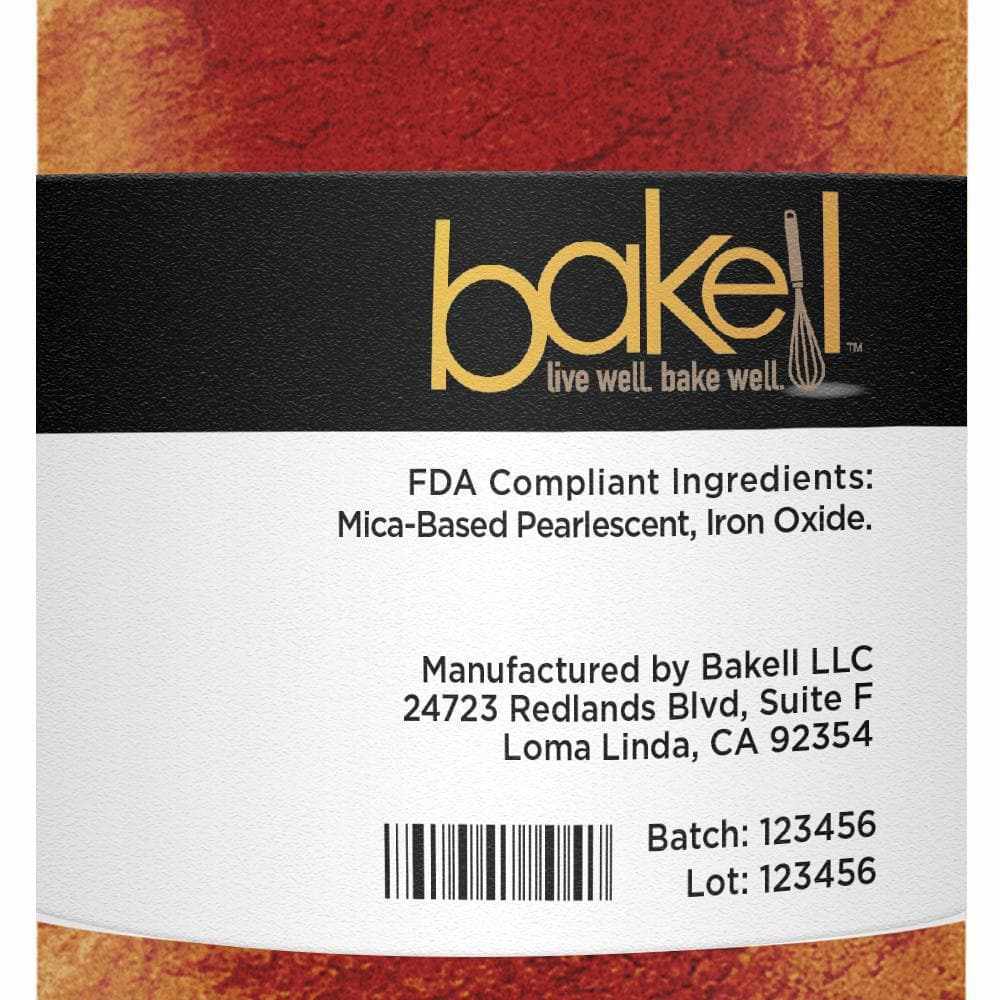 bakell™
live well. bake well.
FDA Compliant Ingredients:
Mica-Based Pearlescent, Iron Oxide.
Manufactured by Bakell LLC
24723 Redlands Blvd, Suite F
Loma Linda, CA 92354
Batch: 123456
Lot: 123456